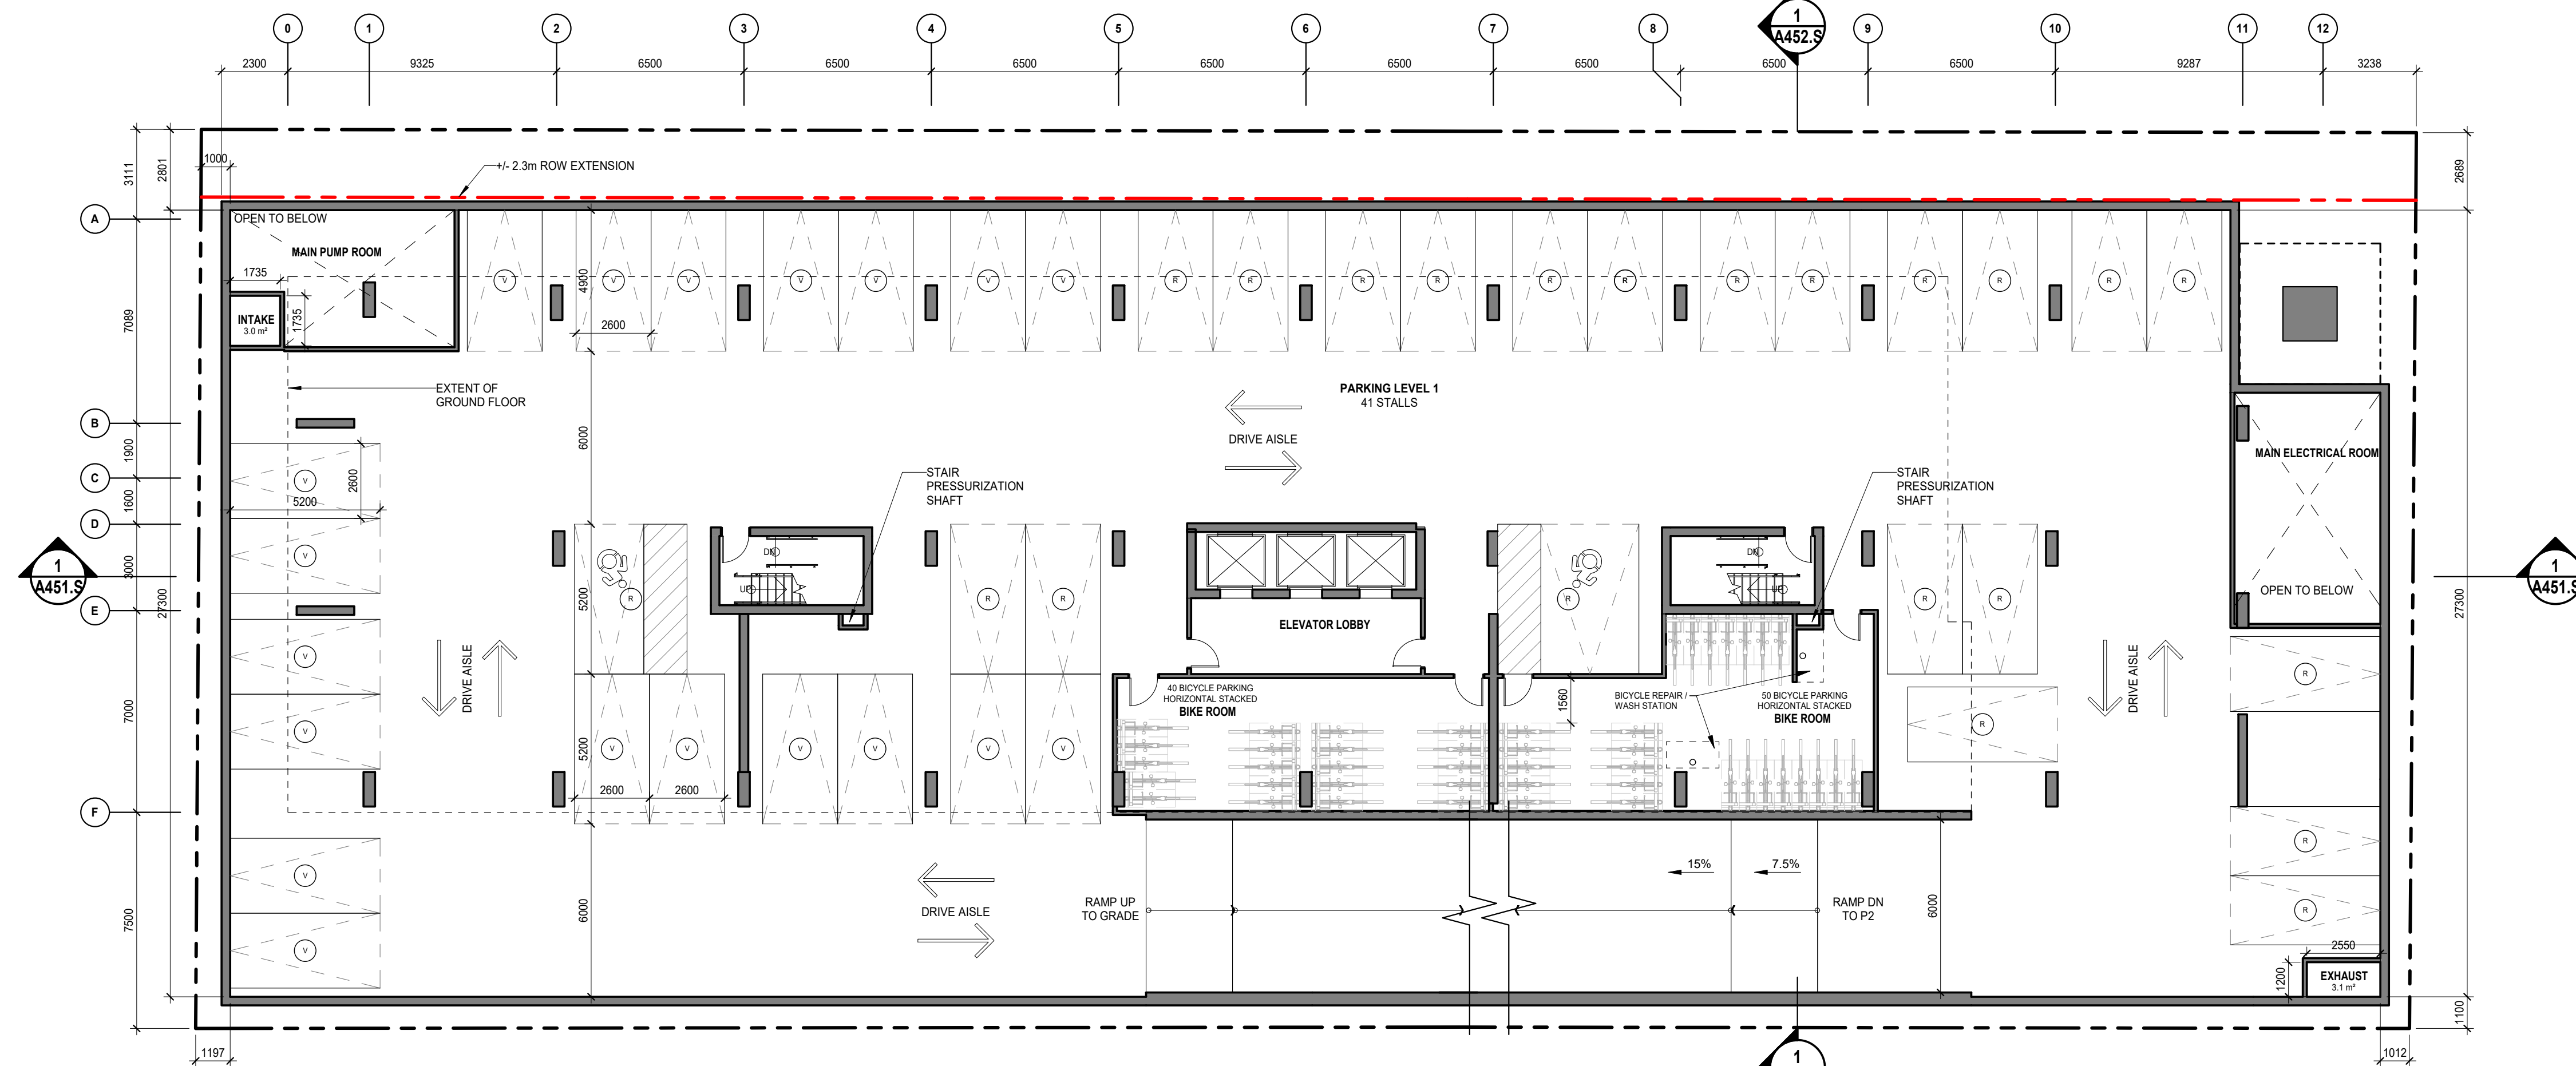 0 1 2 3 4 5 6 7 8 9 10 11 12
1
A452.S
2300 9325 6500 6500 6500 6500 6500 6500 6500 6500 9287 3238
3111
2801
1000
+/- 2.3m ROW EXTENSION
2689
A
OPEN TO BELOW
MAIN PUMP ROOM
1735
INTAKE
3.0 m²
1735
4900
2600
V V V V V V V R R R R R R R R R R R R
7089
EXTENT OF
GROUND FLOOR
PARKING LEVEL 1
41 STALLS
DRIVE AISLE
6000
B
1900
C
1600
D
3000
E
7000
F
7500
27300
1
A451.S
V
2600
5200
V
V
V
V
V
DRIVE AISLE
STAIR
PRESSURIZATION
SHAFT
STAIR
PRESSURIZATION
SHAFT
MAIN ELECTRICAL ROOM
OPEN TO BELOW
1
A451.S
27300
5200
R
DN
UP
R R
ELEVATOR LOBBY
R
DN
UP
R R
R
40 BICYCLE PARKING
HORIZONTAL STACKED
BIKE ROOM
1560
BICYCLE REPAIR /
WASH STATION
50 BICYCLE PARKING
HORIZONTAL STACKED
BIKE ROOM
R
DRIVE AISLE
5200
V V V V V V
2600 2600
R
R
15% 7.5%
6000
DRIVE AISLE
RAMP UP
TO GRADE
RAMP DN
TO P2
6000
2550
1200
EXHAUST
3.1 m²
1100
1197
1012
1